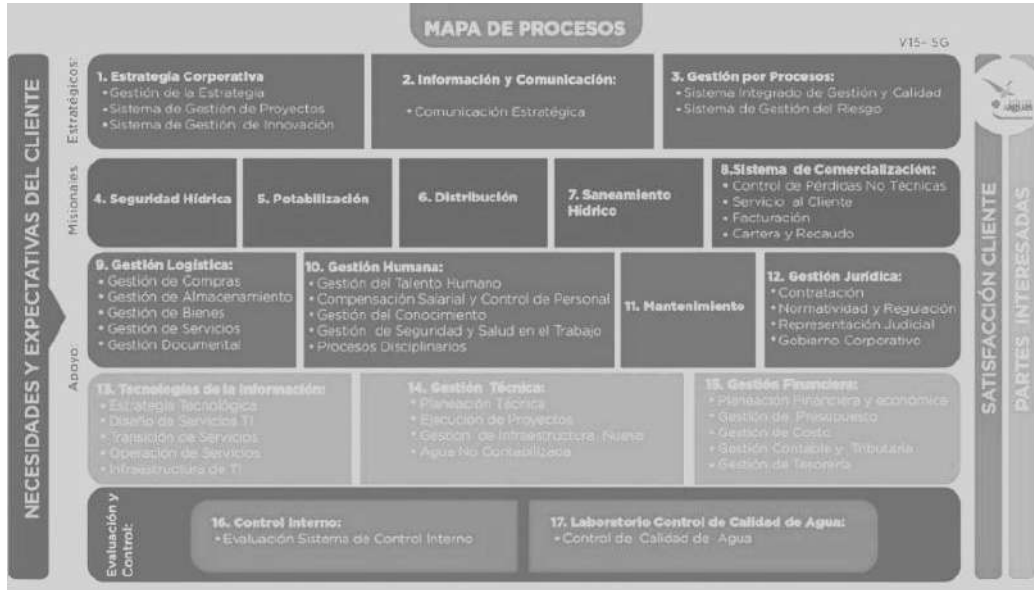 MAPA DE PROCESOS
V15- SG
NECESIDADES Y EXPECTATIVAS DEL CLIENTE
Estratégicos:
1. Estrategia Corporativa
• Gestión de la Estrategia
• Sistema de Gestión de Proyectos
• Sistema de Gestión de Innovación
2. Información y Comunicación:
• Comunicación Estratégica
3. Gestión por Procesos:
• Sistema Integrado de Gestión y Calidad
• Sistema de Gestión del Riesgo
Misionales
4. Seguridad Hídrica
5. Potabilización
6. Distribución
7. Saneamiento
Hídrico
8.Sistema de Comercialización:
• Control de Pérdidas No Técnicas
• Servicio al Cliente
• Facturación
• Cartera y Recaudo
Apoyo:
9. Gestión Logística:
• Gestión de Compras
• Gestión de Almacenamiento
• Gestión de Bienes
• Gestión de Servicios
• Gestión Documental
10. Gestión Humana:
• Gestión del Talento Humano
• Compensación Salarial y Control de Personal
• Gestión del Conocimiento
• Gestión de Seguridad y Salud en el Trabajo
• Procesos Disciplinarios
11. Mantenimiento
12. Gestión Jurídica:
• Contratación
• Normatividad y Regulación
• Representación Judicial
• Gobierno Corporativo
13. Tecnologías de la Información:
• Estrategia Tecnológica
• Diseño de Servicios TI
• Transición de Servicios
• Operación de Servicios
• Infraestructura de TI
14. Gestión Técnica:
• Planeación Técnica
• Ejecución de Proyectos
• Gestión de Infraestructura Nueva
• Agua No Contabilizada
15. Gestión Financiera:
• Planeación Financiera y económica
• Gestión de Presupuesto
• Gestión de Costo
• Gestión Contable y Tributaria
• Gestión de Tesorería
Evaluación y
Control:
16. Control Interno:
• Evaluación Sistema de Control Interno
17. Laboratorio Control de Calidad de Agua:
• Control de Calidad de Agua
aguas
SATISFACCIÓN CLIENTE
PARTES INTERESADAS